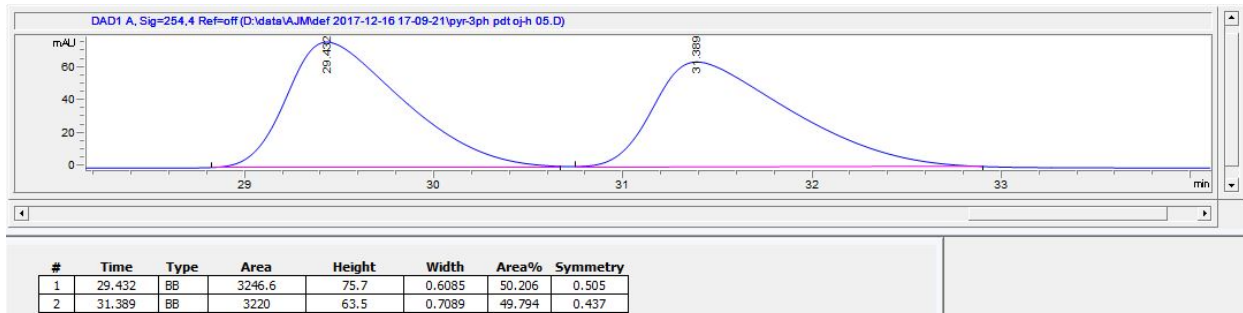 DAD1 A, Sig=254,4 Ref=off (D:\data\AJM\def 2017-12-16 17-09-21\pyr-3ph pdt oj-h 05.D)
mAU
60
40
20
0
29.432
31.389
29 30 31 32 33 min
# Time Type Area Height Width Area% Symmetry
1 29.432 BB 3246.6 75.7 0.6085 50.206 0.505
2 31.389 BB 3220 63.5 0.7089 49.794 0.437